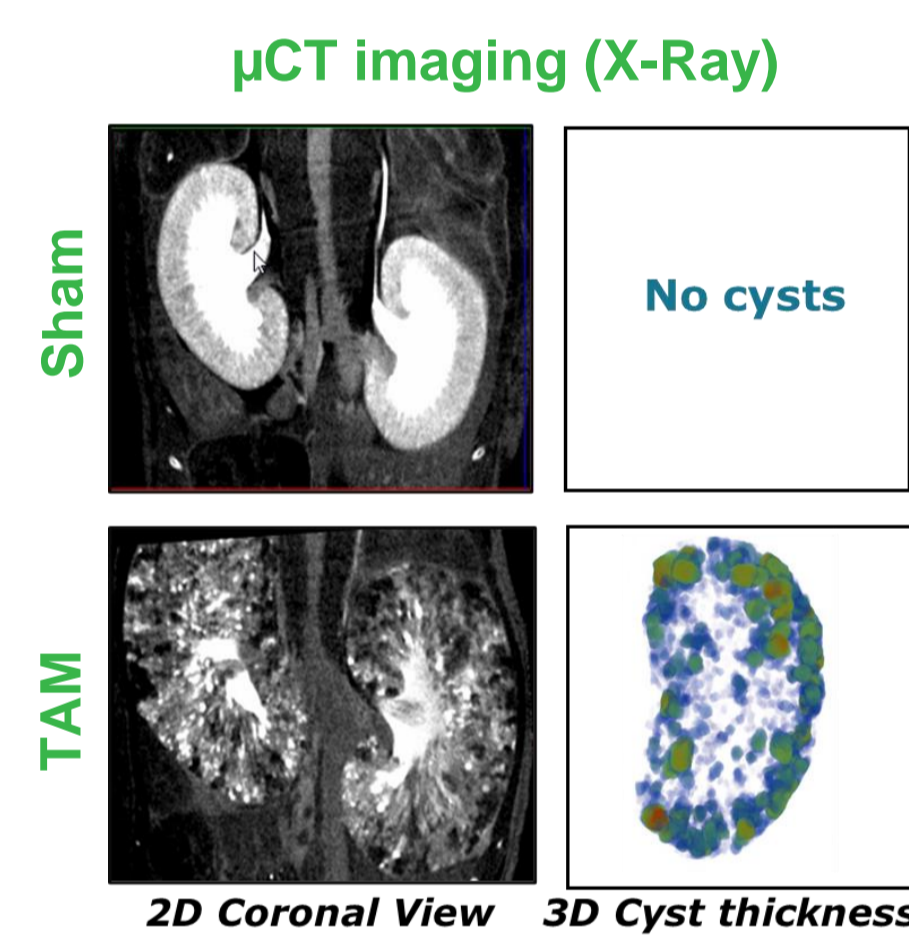 µCT imaging (X-Ray)
Sham
No cysts
TAM
2D Coronal View
3D Cyst thickness